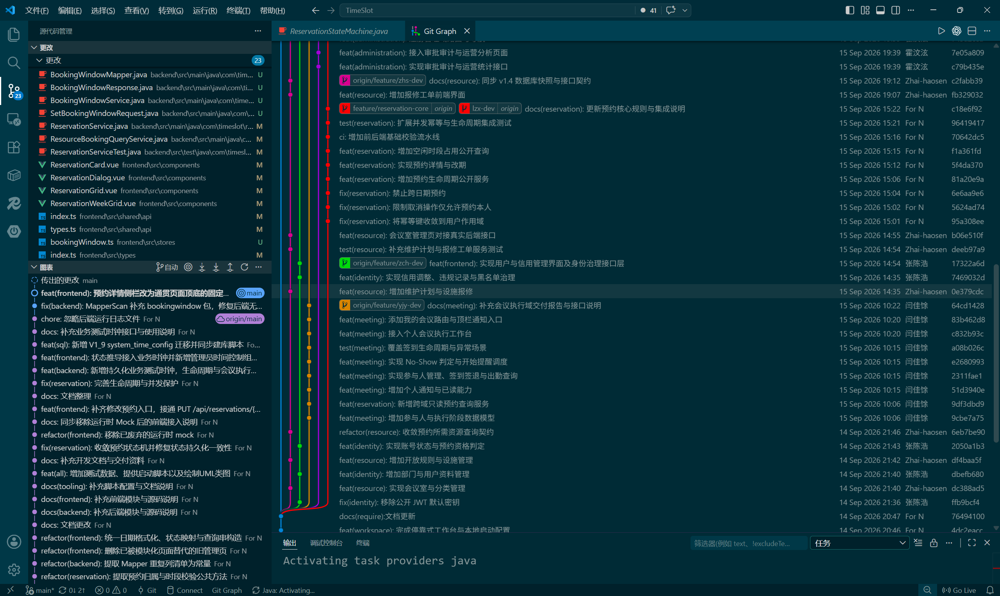 文件(F) 编辑(E) 选择(S) 查看(V) 转到(G) 运行(R) 终端(T) 帮助(H) TimeSlot 41
源代码管理
ReservationStateMachine.java Git Graph
更改
更改 23
BookingWindowMapper.java backend\src\main\java\com\tim... U
BookingWindowResponse.java backend\src\main\java\com\ti... U
BookingWindowService.java backend\src\main\java\com\time... U
SetBookingWindowRequest.java backend\src\main\java\com\... U
ReservationService.java backend\src\main\java\com\timeslot\r... M
ResourceBookingQueryService.java backend\src\main\java\c... M
ReservationServiceTest.java backend\src\test\java\com\timesl... M
ReservationCard.vue frontend\src\components M
ReservationDialog.vue frontend\src\components M
ReservationGrid.vue frontend\src\components M
ReservationWeekGrid.vue frontend\src\components M
index.ts frontend\src\shared\api M
types.ts frontend\src\shared\api M
bookingWindow.ts frontend\src\stores U
index.ts frontend\src\types M
23
图表 自动
传出的更改 main
feat(frontend): 预约详情侧栏改为通贯页面顶底的固定... main
fix(backend): MapperScan 补充 bookingwindow 包，修复后端无...
chore: 忽略后端运行日志文件 For N origin/main
docs: 补充业务测试时钟接口与使用说明 For N
feat(sql): 新增 V1_9 system_time_config 迁移并同步建库脚本 Fo...
feat(frontend): 状态推导接入业务时钟并新增管理员时间控制组...
feat(backend): 新增持久化业务测试时钟，生命周期与会议执行...
fix(reservation): 完善生命周期与并发保护 For N
docs: 文档整理 For N
feat(frontend): 补齐修改预约入口，接通 PUT /api/reservations/{...
docs: 同步移除运行时 Mock 后的前端接入说明 For N
refactor(frontend): 移除已废弃的运行时 mock For N
fix(reservation): 收敛预约状态机并修复状态持久化一致性 For N
docs: 补充开发文档与交付资料 For N
feat(all): 增加测试数据、提供启动脚本以及绘制UML类图 For N
docs(tooling): 补充脚本配置与文档说明 For N
docs(frontend): 补充前端模块与源码说明 For N
docs(backend): 补充后端模块与源码说明 For N
docs: 文档更改 For N
refactor(frontend): 统一日期格式化、状态映射与查询串构造 For N
refactor(frontend): 删除已被模块化页面替代的旧管理页 For N
refactor(backend): 提取 Mapper 重复列清单为常量 For N
refactor(reservation): 提取预约归属与时段校验公共方法 For N
feat(administration): 接入审批审计与运营分析页面 15 Sep 2026 19:39 霍汶泫 7e05a809
feat(administration): 实现审批审计与运营统计接口 15 Sep 2026 19:39 霍汶泫 c79b435e
origin/feature/zhs-dev docs(resource): 同步 v1.4 数据库快照与接口契约 15 Sep 2026 19:12 Zhai-haosen c2fabb39
feat(resource): 增加报修工单前端界面 15 Sep 2026 19:07 Zhai-haosen fb329032
feature/reservation-core origin lzx-dev origin docs(reservation): 更新预约核心规则与集成说明 15 Sep 2026 15:22 For N c18e6f92
test(reservation): 扩展并发幂等与生命周期集成测试 15 Sep 2026 15:21 For N 96419417
ci: 增加前后端基础校验流水线 15 Sep 2026 15:16 For N 70642dc5
feat(reservation): 增加空闲时段占用公开查询 15 Sep 2026 15:15 For N f1a361fd
feat(reservation): 实现预约详情与改期 15 Sep 2026 15:12 For N 5f4da370
feat(reservation): 增加预约生命周期公开服务 15 Sep 2026 15:06 For N 81a20e9a
fix(reservation): 禁止跨日期预约 15 Sep 2026 15:04 For N 6e6aa9e6
fix(reservation): 限制取消操作仅允许预约本人 15 Sep 2026 15:02 For N 5624ad74
fix(reservation): 将幂等键收敛到用户作用域 15 Sep 2026 15:01 For N 95a308ee
feat(resource): 会议室管理页对接真实后端接口 15 Sep 2026 14:55 Zhai-haosen b06e510f
test(resource): 补充维护计划与报修工单服务测试 15 Sep 2026 14:54 Zhai-haosen deeb97a9
origin/feature/zch-dev feat(frontend): 实现用户与信用管理界面及身份治理接口层 15 Sep 2026 14:54 张陈浩 17322a6d
feat(identity): 实现信用调整、违规记录与黑名单治理 15 Sep 2026 14:35 张陈浩 7469032d
feat(resource): 增加维护计划与设施报修 15 Sep 2026 14:35 Zhai-haosen 0e379cdc
origin/feature/yjy-dev docs(meeting): 补充会议执行域交付报告与接口说明 15 Sep 2026 10:22 闫佳馀 64cd1428
feat(meeting): 添加我的会议路由与顶栏通知入口 15 Sep 2026 10:20 闫佳馀 83b462d8
feat(meeting): 接入个人会议执行工作台 15 Sep 2026 10:20 闫佳馀 c832b93c
test(meeting): 覆盖签到生命周期与异常场景 15 Sep 2026 10:15 闫佳馀 a08b026c
feat(meeting): 实现 No-Show 判定与开始提醒调度 15 Sep 2026 10:15 闫佳馀 e2680993
feat(meeting): 实现参与人管理、签到签退与出勤查询 15 Sep 2026 10:15 闫佳馀 2311fae1
feat(meeting): 增加个人通知与已读能力 15 Sep 2026 10:15 闫佳馀 51d3940e
feat(reservation): 新增跨域只读预约查询服务 15 Sep 2026 10:06 闫佳馀 9df3dbd9
feat(meeting): 增加参与人与执行阶段数据模型 15 Sep 2026 10:06 闫佳馀 9cbe7a75
refactor(resource): 收敛预约所需资源查询契约 14 Sep 2026 21:46 Zhai-haosen 6eb7be90
feat(identity): 实现账号状态与预约资格判定 14 Sep 2026 21:43 张陈浩 2050a1b3
feat(resource): 增加开放规则与设施管理 14 Sep 2026 21:42 Zhai-haosen df4baa5f
feat(identity): 增加部门与用户资料管理 14 Sep 2026 21:40 张陈浩 dbefb680
feat(resource): 实现会议室与分类管理 14 Sep 2026 21:40 Zhai-haosen dc388ad5
fix(identity): 移除公开 JWT 默认密钥 14 Sep 2026 21:36 张陈浩 ffb9bcf4
docs(require):文档更新 14 Sep 2026 20:47 For N 76494100
feat(workspace): 完成停靠式工作台与本地启动配置 14 Sep 2026 20:46 For N 4dc2eacc
输出 调试控制台 终端 筛选器(例如 text、!excludeTe... 任务
Activating task providers java
main* 0↓ 2↑ 0 0 Git Connect Git Graph Java: Activating... Go Live